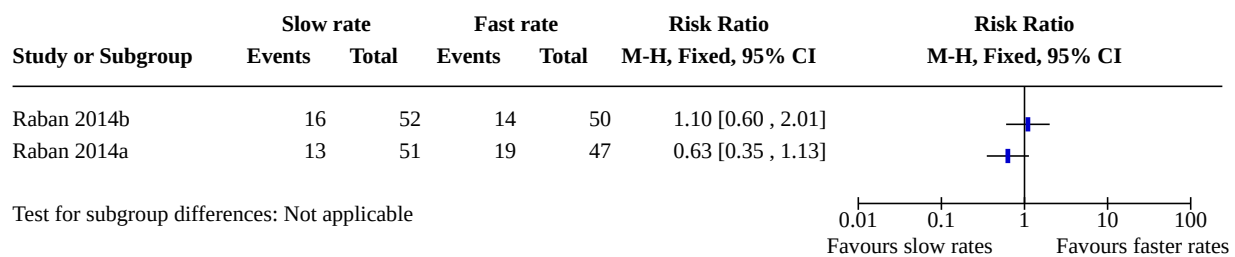 Slow rate Fast rate Risk Ratio Risk Ratio
Study or Subgroup Events Total Events Total M-H, Fixed, 95% CI M-H, Fixed, 95% CI
Raban 2014b 16 52 14 50 1.10 [0.60 , 2.01]
Raban 2014a 13 51 19 47 0.63 [0.35 , 1.13]
Test for subgroup differences: Not applicable
0.01 0.1 1 10 100
Favours slow rates Favours faster rates